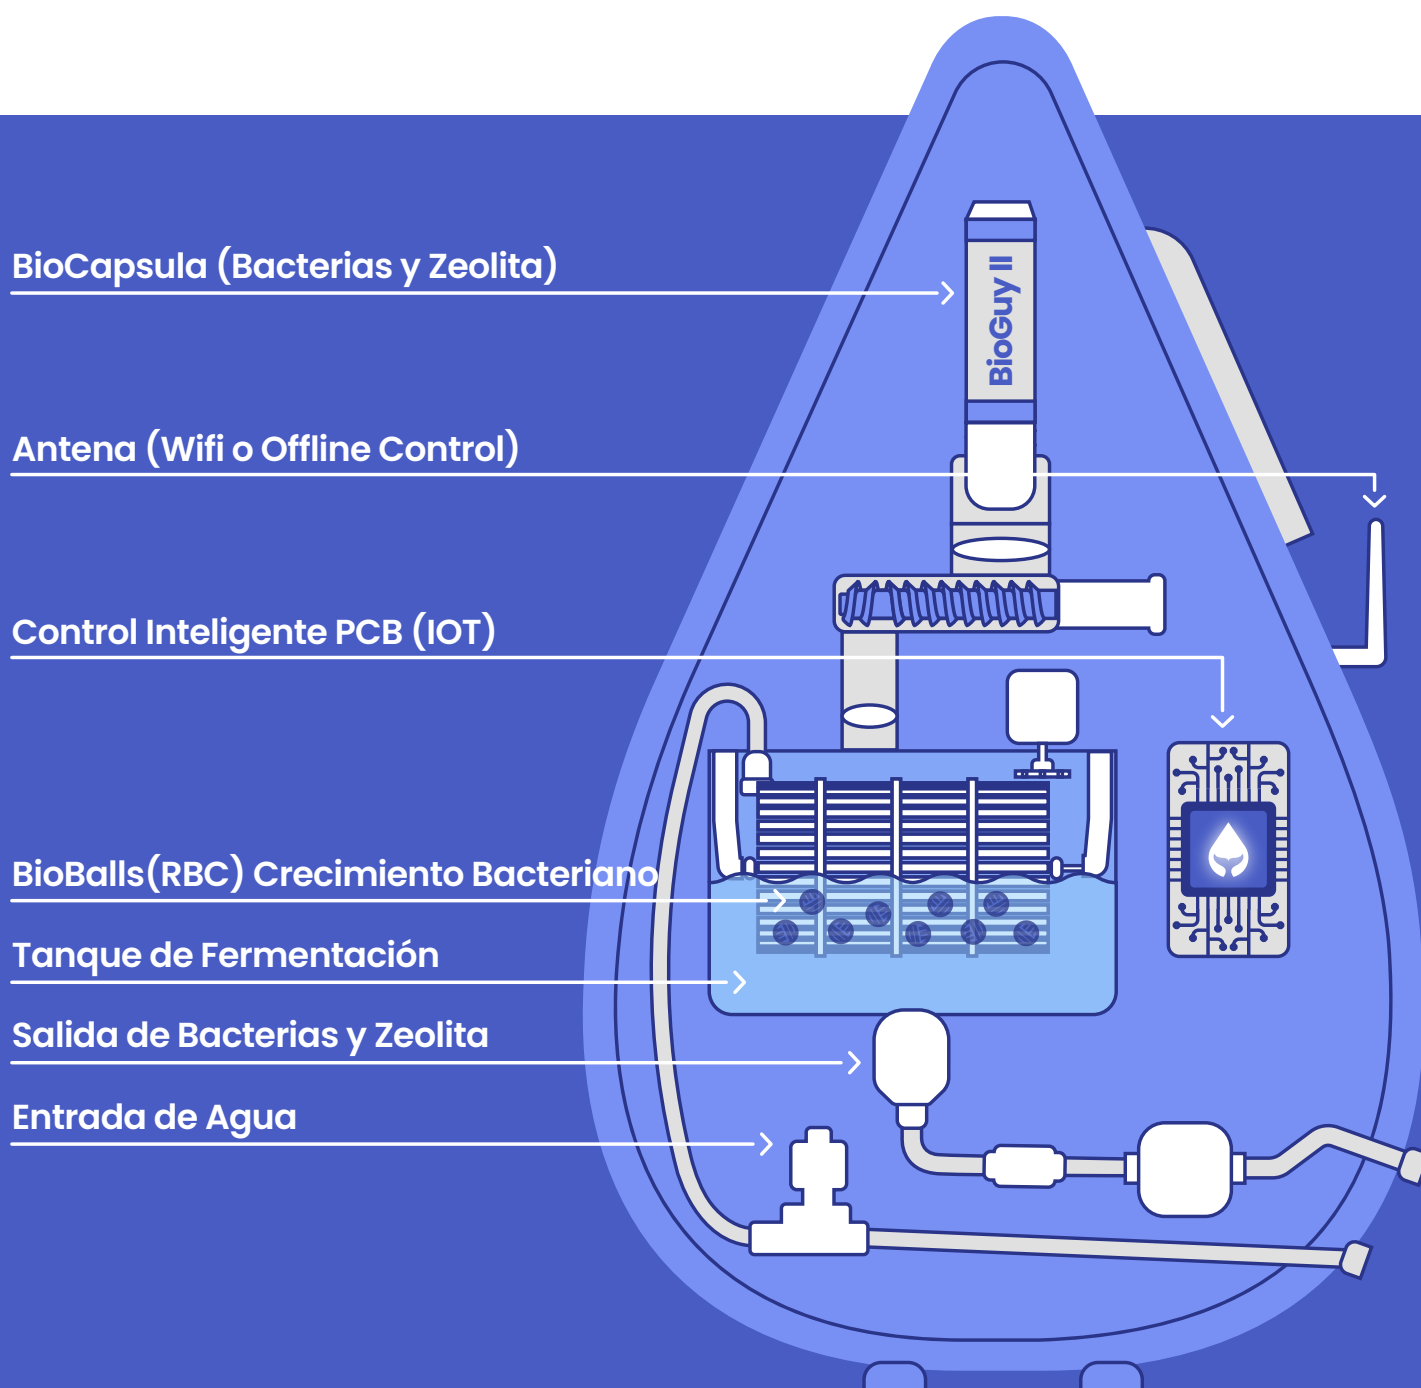 BioCapsula (Bacterias y Zeolita)
BioGuy II
Antena (Wifi o Offline Control)
Control Inteligente PCB (IOT)
BioBalls(RBC) Crecimiento Bacteriano
Tanque de Fermentación
Salida de Bacterias y Zeolita
Entrada de Agua